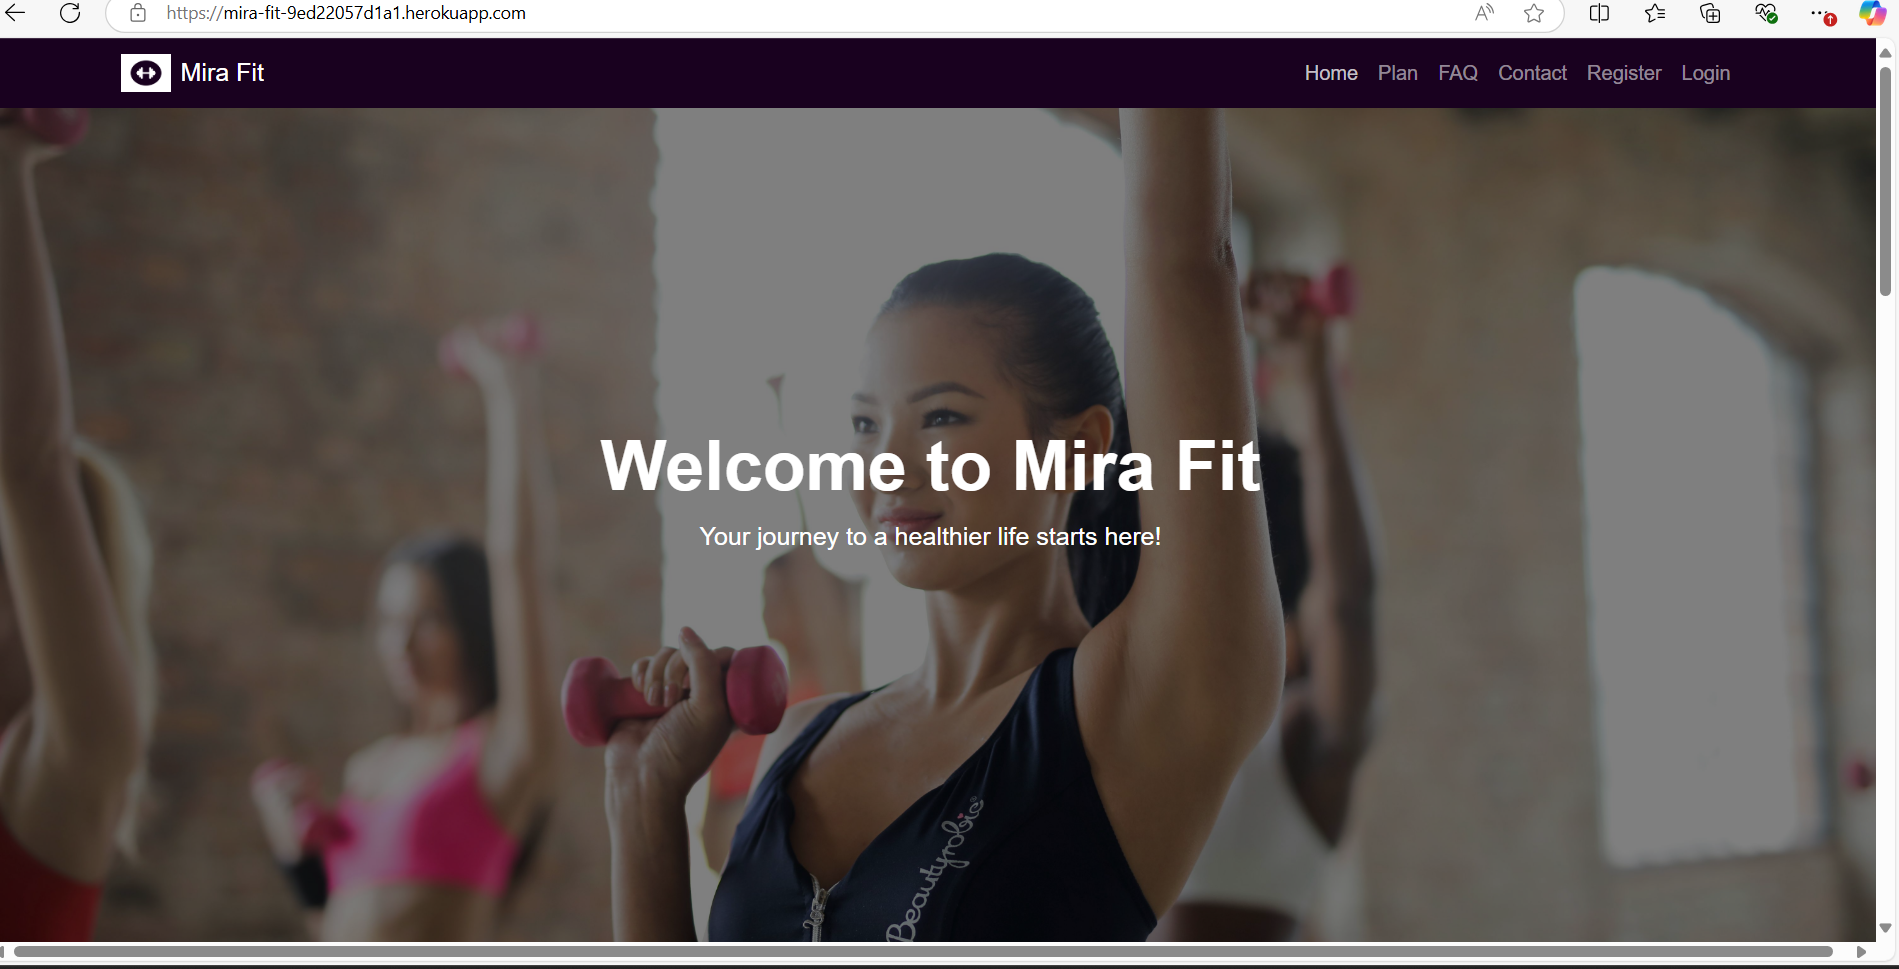 https://mira-fit-9ed22057d1a1.herokuapp.com
Mira Fit
Home Plan FAQ Contact Register Login
Welcome to Mira Fit
Your journey to a healthier life starts here!
Beautyrobic®